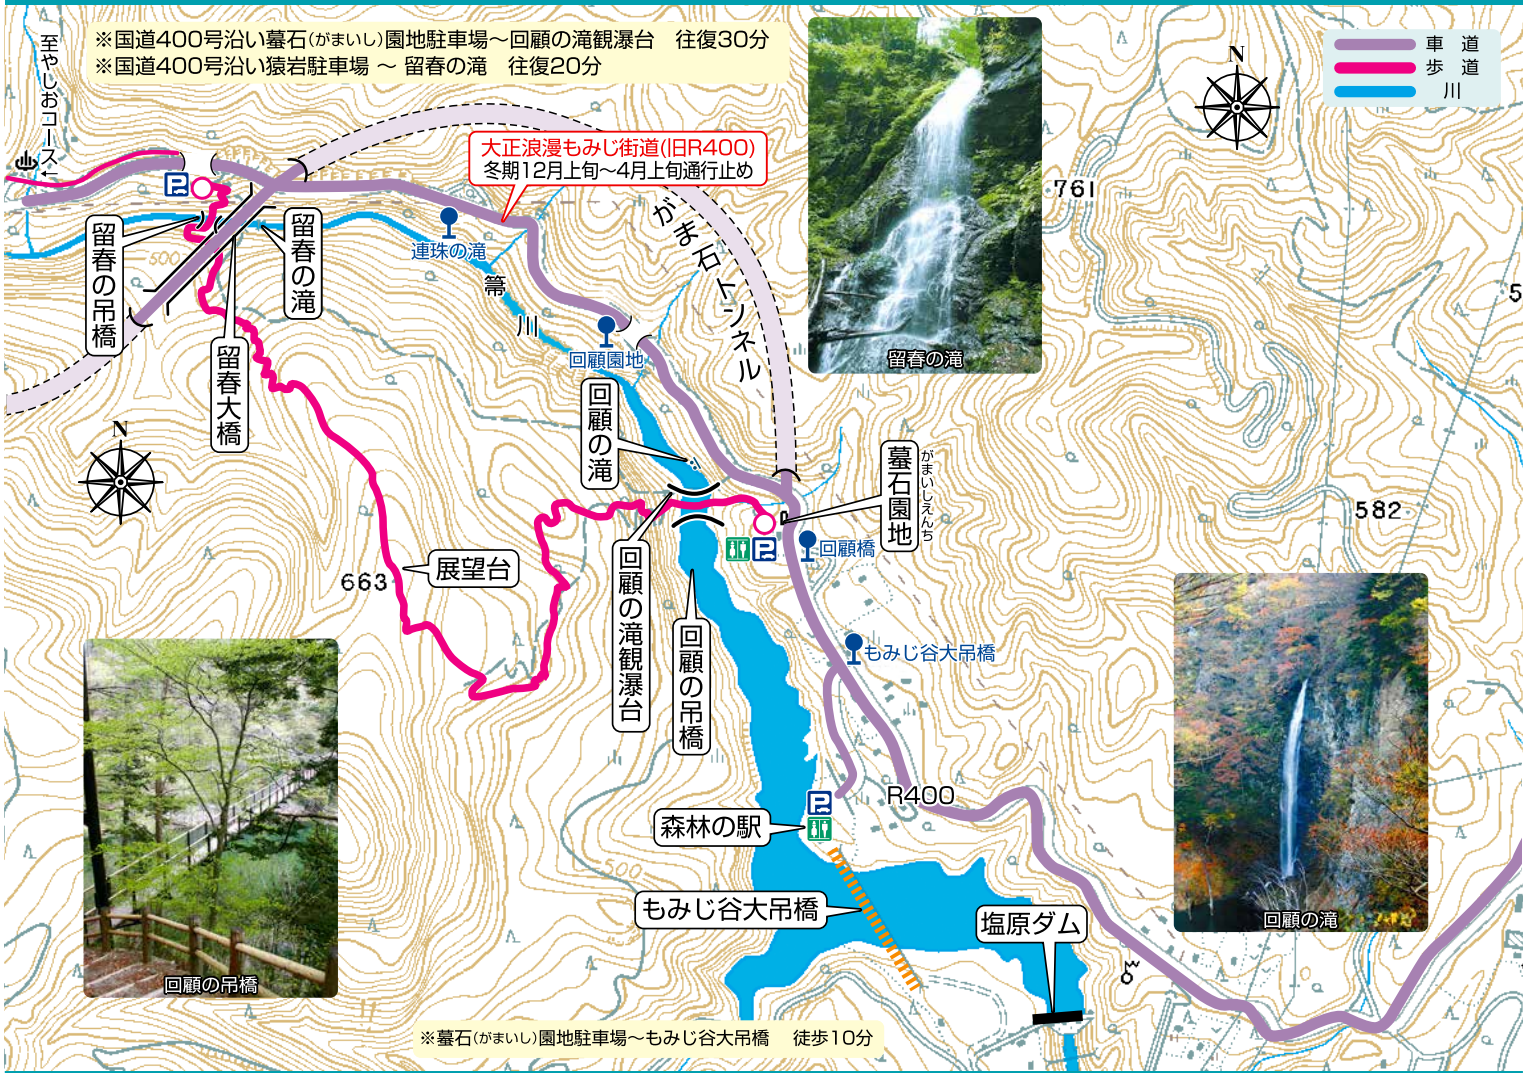 ※国道400号沿い墓石(がまいし)園地駐車場～回顧の滝観瀑台　往復30分
※国道400号沿い猿岩駐車場 ～ 留春の滝　往復20分
至やしおコース←
車　道
歩　道
川
N
大正浪漫もみじ街道(旧R400)
冬期12月上旬～4月上旬通行止め
がま石トンネル
761
5
P
留春の吊橋
留春の滝
500
連珠の滝
箒川
留春大橋
回顧園地
留春の滝
回顧の滝
N
墓石園地
がまいしえんち
582
P
回顧橋
展望台
663
回顧の滝観瀑台
回顧の吊橋
もみじ谷大吊橋
R400
P
森林の駅
500
もみじ谷大吊橋
塩原ダム
回顧の滝
回顧の吊橋
※墓石(がまいし)園地駐車場～もみじ谷大吊橋　徒歩10分